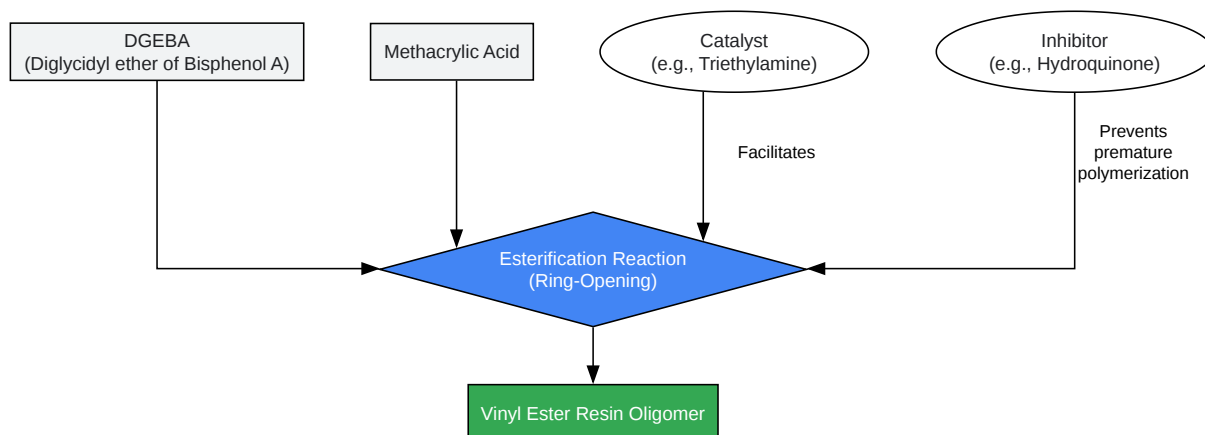 DGEBA
(Diglycidyl ether of Bisphenol A)
Methacrylic Acid
Catalyst
(e.g., Triethylamine)
Inhibitor
(e.g., Hydroquinone)
Facilitates
Prevents
premature
polymerization
Esterification Reaction
(Ring-Opening)
Vinyl Ester Resin Oligomer